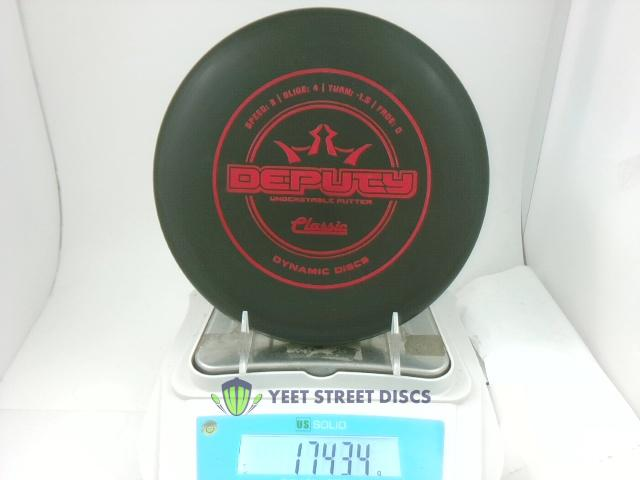 SPEED: 3 | GLIDE: 4 | TURN: -1.5 | FADE: 0
DEPUTY
UNDERSTABLE PUTTER
Classic
DYNAMIC DISCS
YEET STREET DISCS
US SOLID
174.34 g